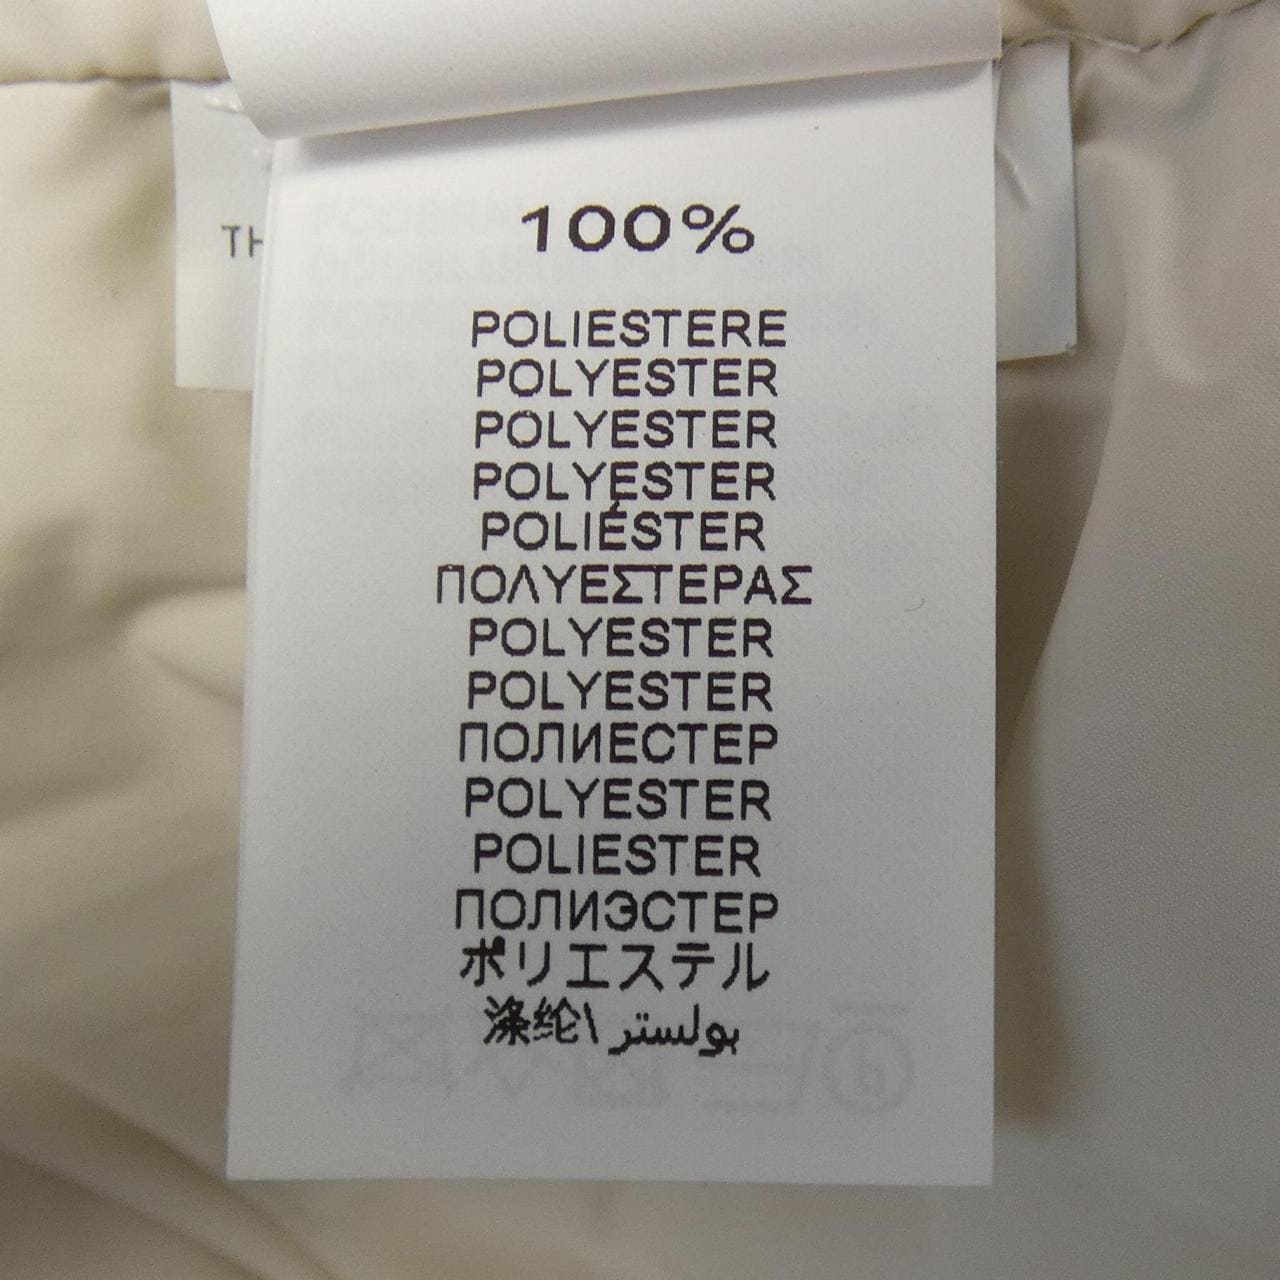 TH
100%
POLIESTERE
POLYESTER
POLYESTER
POLYESTER
POLIÉSTER
ΠΟΛΥΕΣΤΕΡΑΣ
POLYESTER
POLYESTER
ПОЛИЕСТЕР
POLYESTER
POLIESTER
ПОЛИЭСТЕР
ポリエステル
涤纶\ بولستر